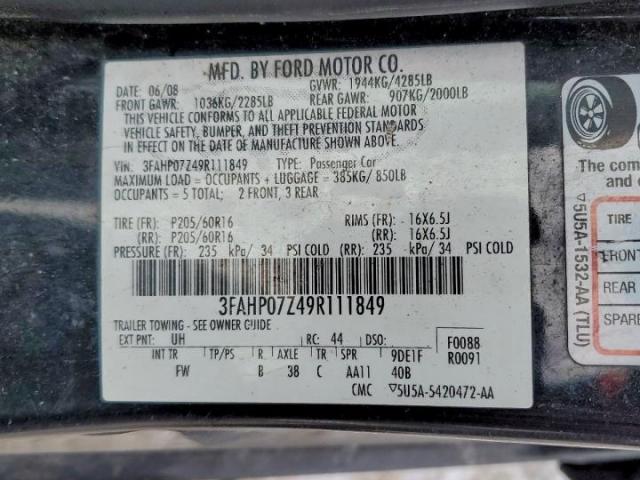 MFD. BY FORD MOTOR CO.
DATE: 06/08 GVWR: 1944KG/4285LB
FRONT GAWR: 1036KG/2285LB REAR GAWR: 907KG/2000LB
THIS VEHICLE CONFORMS TO ALL APPLICABLE FEDERAL MOTOR
VEHICLE SAFETY, BUMPER, AND THEFT PREVENTION STANDARDS
IN EFFECT ON THE DATE OF MANUFACTURE SHOWN ABOVE.
VIN: 3FAHP07Z49R111849 TYPE: Passenger Car
MAXIMUM LOAD = OCCUPANTS + LUGGAGE = 385KG/ 850LB
OCCUPANTS = 5 TOTAL; 2 FRONT, 3 REAR
TIRE (FR): P205/60R16 RIMS (FR): 16X6.5J
(RR): P205/60R16 (RR): 16X6.5J
PRESSURE (FR): 235 kPa/ 34 PSI COLD (RR): 235 kPa/ 34 PSI COLD
3FAHP07Z49R111849
TRAILER TOWING - SEE OWNER GUIDE
EXT PNT: UH RC: 44 DSO: F0088
R0091
INT TR TP/PS R AXLE TR SPR 9DE1F
FW B 38 C AA11 40B
CMC ▽5U5A-5420472-AA
The com
and c
TIRE
FRONT
REAR
SPARE
▽5U5A-1532-AA (TLU)